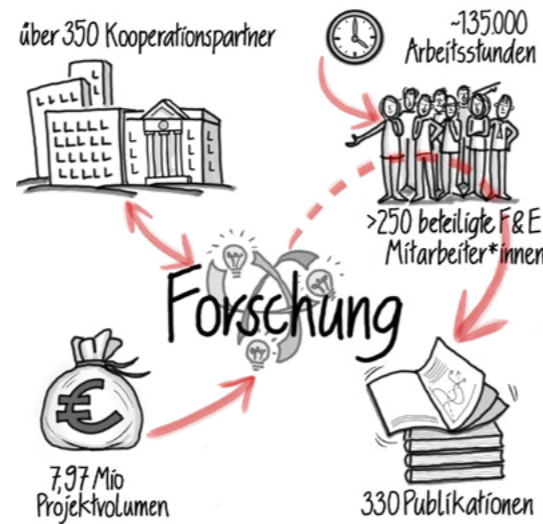 über 350 Kooperationspartner
~135.000
Arbeitsstunden
>250 beteiligte F&E
Mitarbeiter*innen
Forschung
€
7,97 Mio
Projektvolumen
330 Publikationen